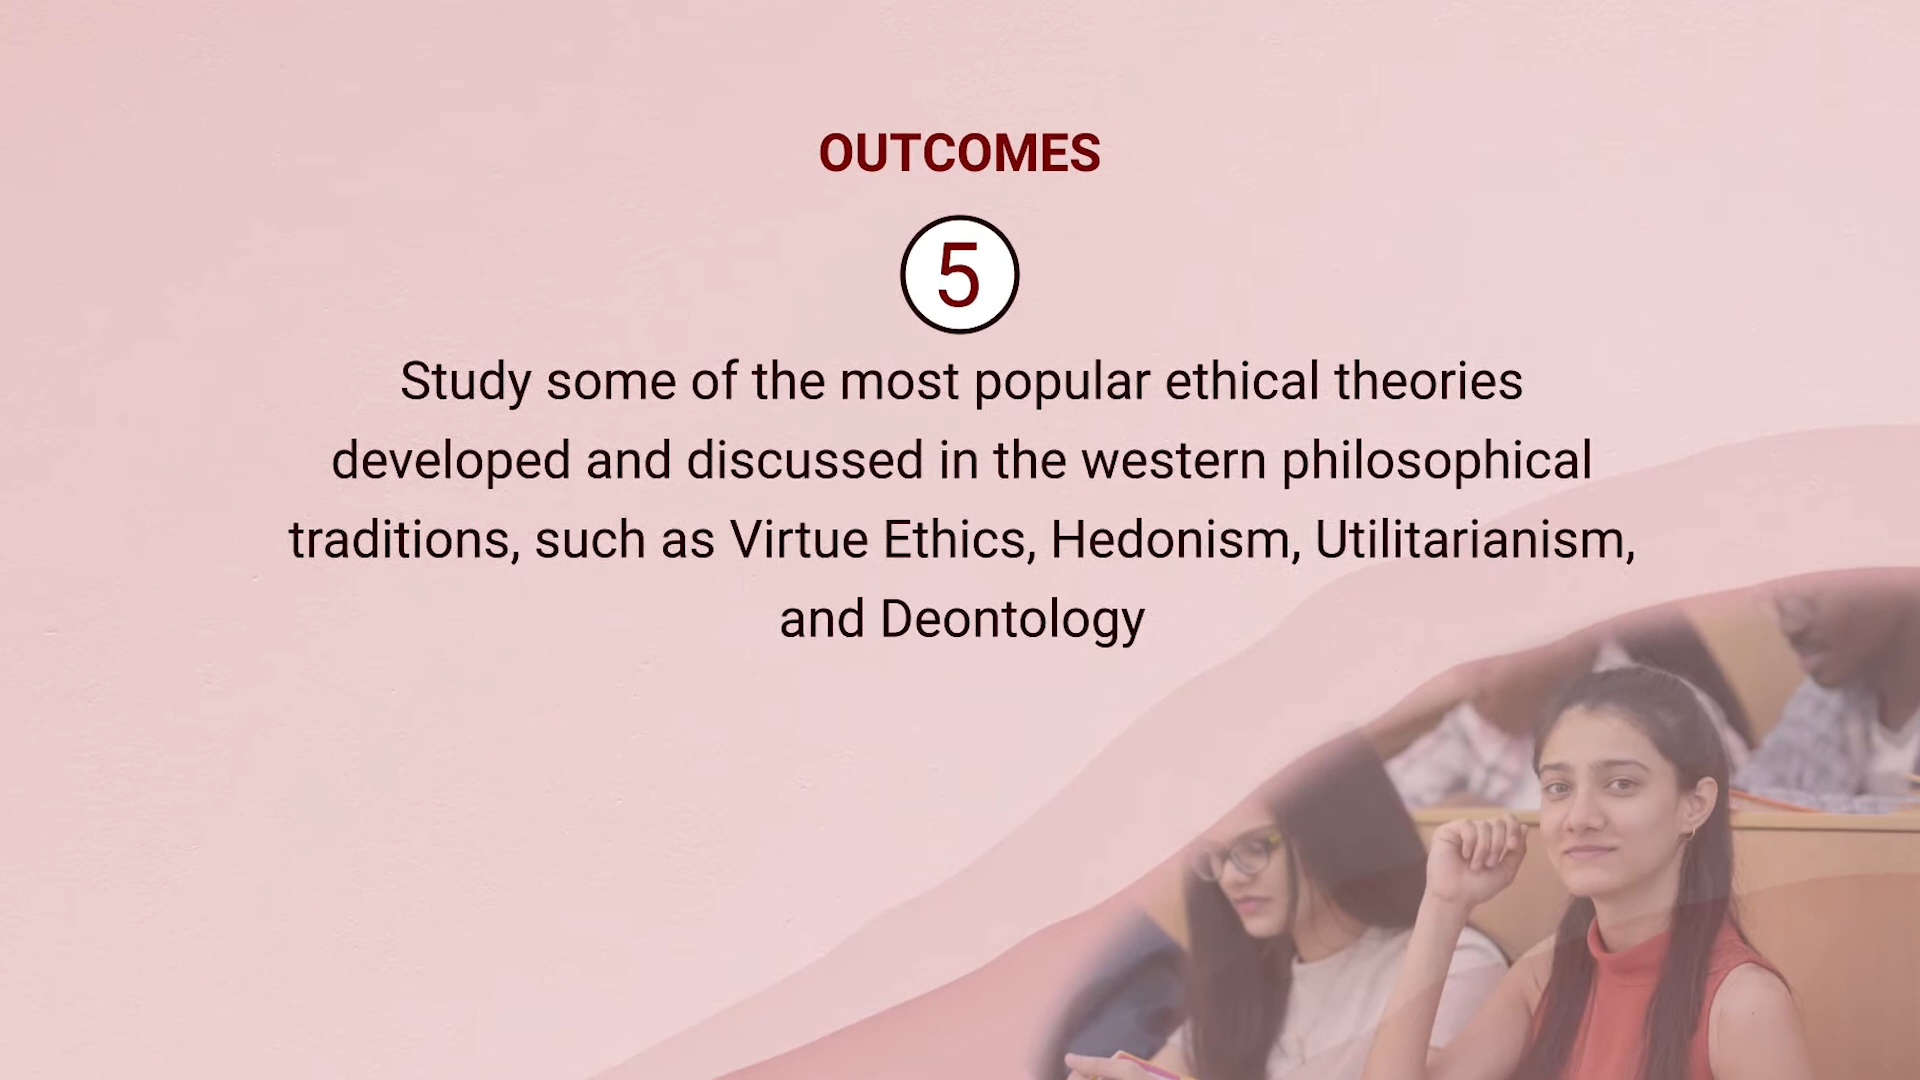 OUTCOMES
5
Study some of the most popular ethical theories
developed and discussed in the western philosophical
traditions, such as Virtue Ethics, Hedonism, Utilitarianism,
and Deontology